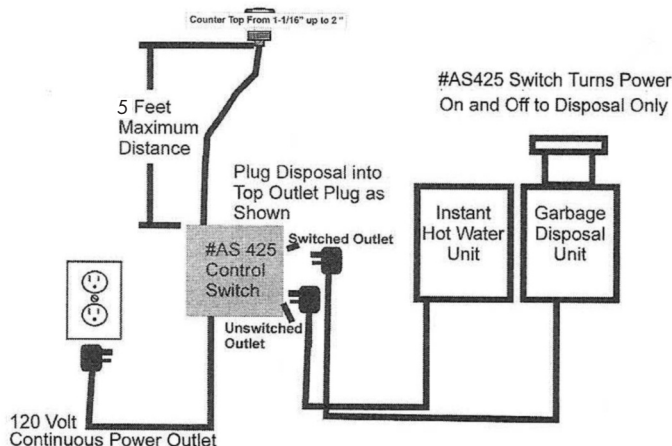 Counter Top From 1-1/16" up to 2 "
5 Feet
Maximum
Distance
#AS425 Switch Turns Power
On and Off to Disposal Only
Plug Disposal into
Top Outlet Plug as
Shown
#AS 425
Control
Switch
Switched Outlet
Unswitched
Outlet
Instant
Hot Water
Unit
Garbage
Disposal
Unit
120 Volt
Continuous Power Outlet